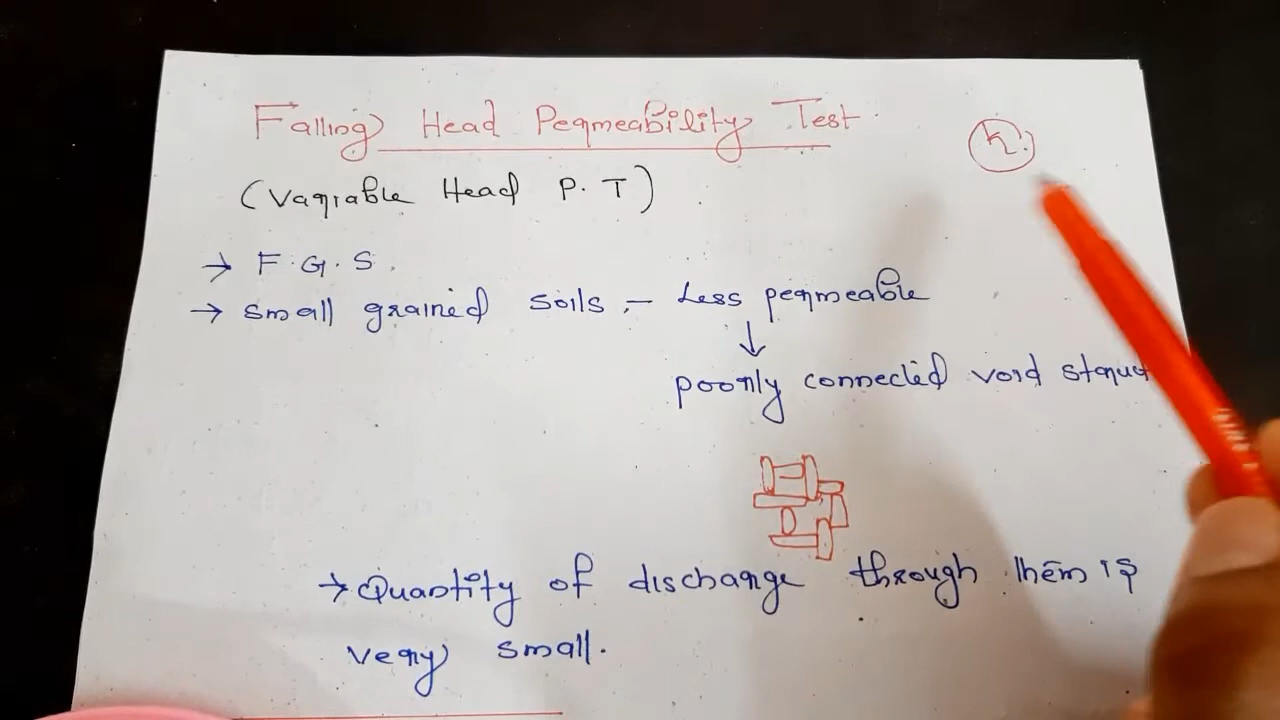 Falling Head Permeability Test
k?
(Variable Head P.T)
→ F.G.S.
→ small grained soils - Less permeable
↓
poorly connected void struct
→ Quantity of discharge through them is
very small.